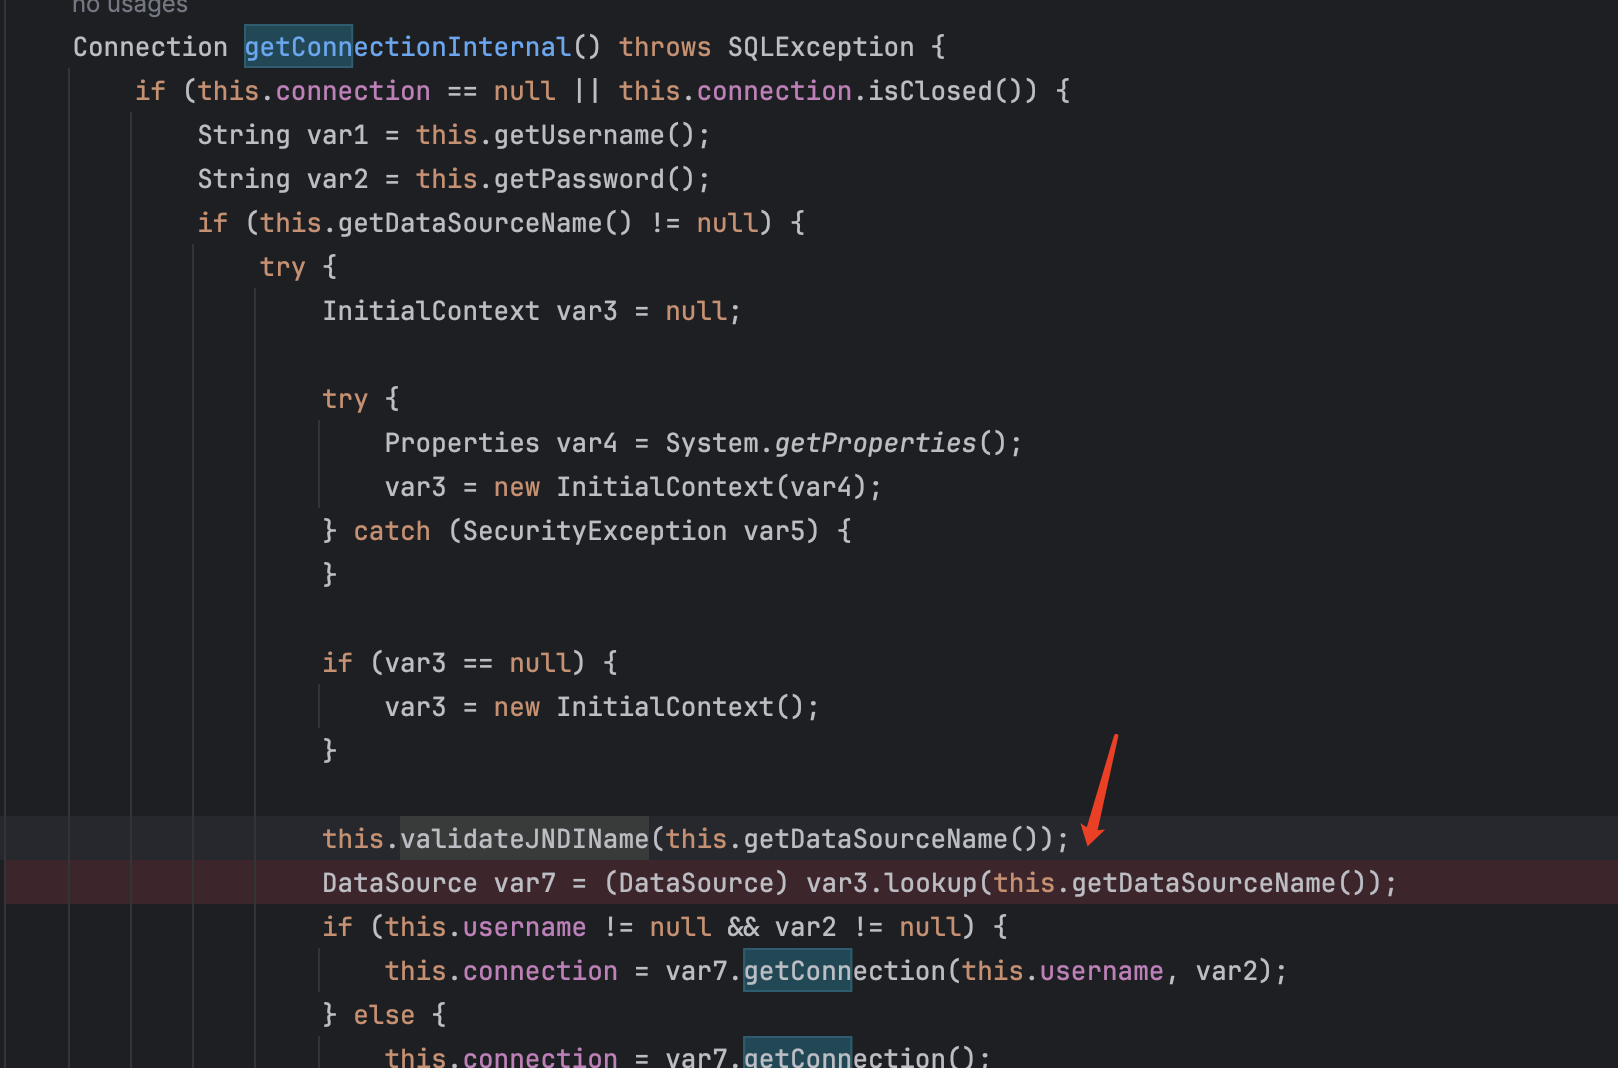 no usages
Connection getConnectionInternal() throws SQLException {
if (this.connection == null || this.connection.isClosed()) {
String var1 = this.getUsername();
String var2 = this.getPassword();
if (this.getDataSourceName() != null) {
try {
InitialContext var3 = null;
try {
Properties var4 = System.getProperties();
var3 = new InitialContext(var4);
} catch (SecurityException var5) {
}
if (var3 == null) {
var3 = new InitialContext();
}
this.validateJNDIName(this.getDataSourceName());
DataSource var7 = (DataSource) var3.lookup(this.getDataSourceName());
if (this.username != null && var2 != null) {
this.connection = var7.getConnection(this.username, var2);
} else {
this.connection = var7.getConnection();